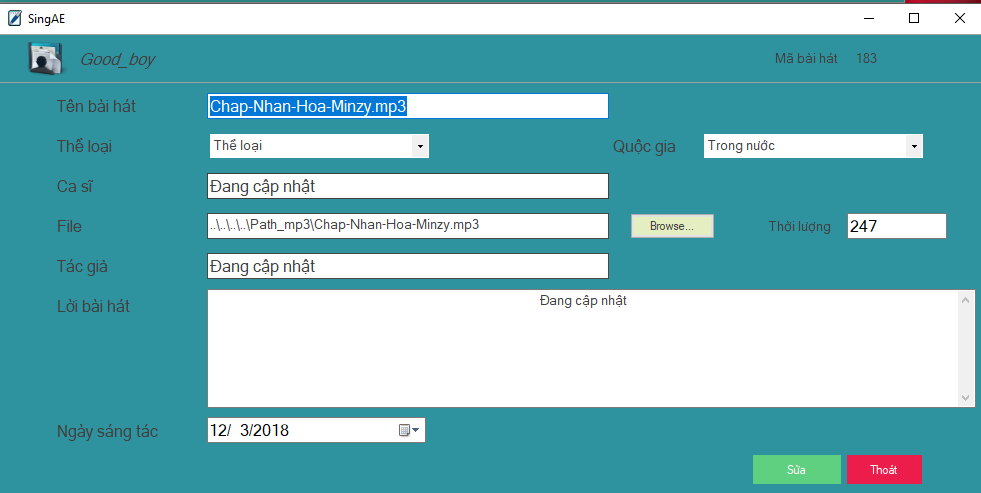 SingAE
Good_boy Mã bài hát 183
Tên bài hát Chap-Nhan-Hoa-Minzy.mp3
Thể loại Thể loại Quốc gia Trong nước
Ca sĩ Đang cập nhật
File ..\..\..\..\Path_mp3\Chap-Nhan-Hoa-Minzy.mp3 Browse... Thời lượng 247
Tác giả Đang cập nhật
Lời bài hát Đang cập nhật
Ngày sáng tác 12/ 3/2018
Sửa Thoát